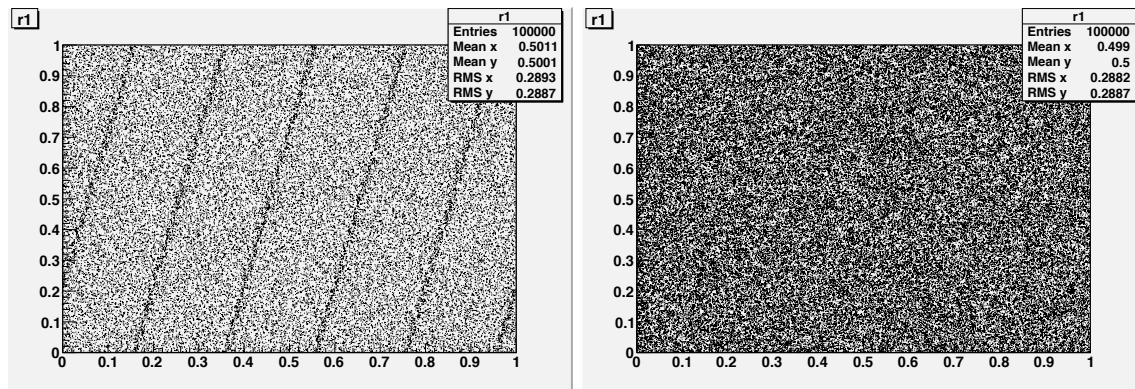 r1
r1
Entries 100000
Mean x 0.5011
Mean y 0.5001
RMS x 0.2893
RMS y 0.2887
1
0.9
0.8
0.7
0.6
0.5
0.4
0.3
0.2
0.1
0
0 0.1 0.2 0.3 0.4 0.5 0.6 0.7 0.8 0.9 1
r1
r1
Entries 100000
Mean x 0.499
Mean y 0.5
RMS x 0.2882
RMS y 0.2887
1
0.9
0.8
0.7
0.6
0.5
0.4
0.3
0.2
0.1
0
0 0.1 0.2 0.3 0.4 0.5 0.6 0.7 0.8 0.9 1